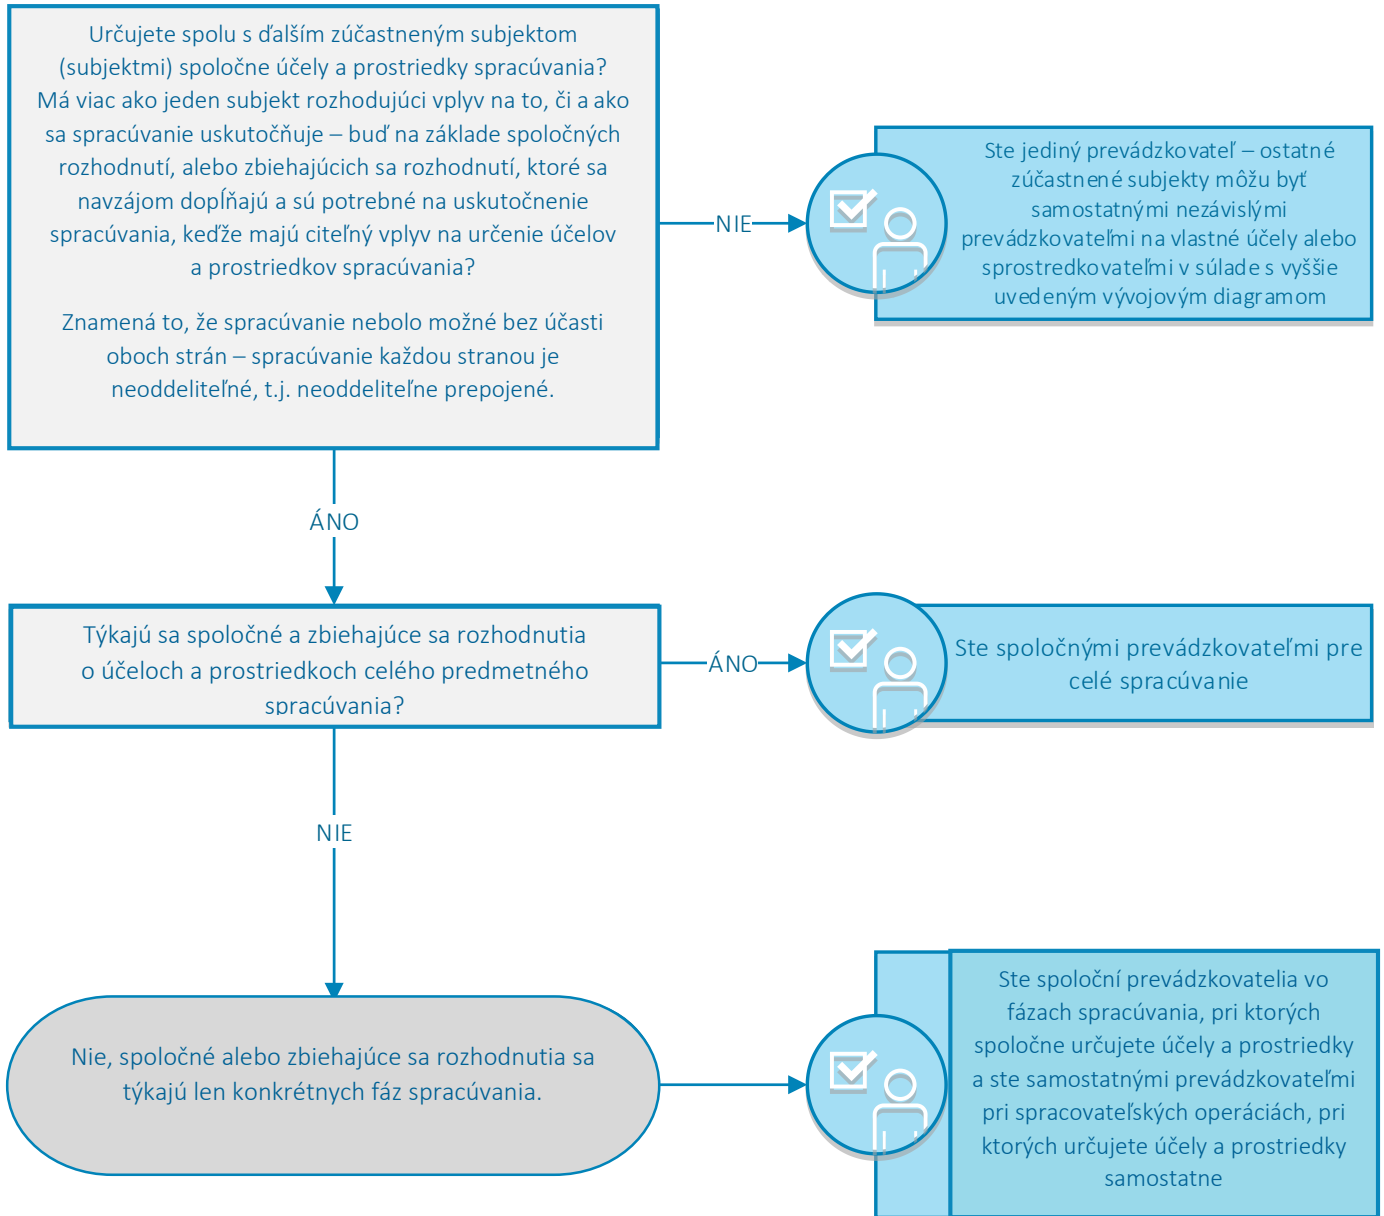 Určujete spolu s ďalším zúčastneným subjektom
(subjektmi) spoločne účely a prostriedky spracúvania?
Má viac ako jeden subjekt rozhodujúci vplyv na to, či a ako
sa spracúvanie uskutočňuje – buď na základe spoločných
rozhodnutí, alebo zbiehajúcich sa rozhodnutí, ktoré sa
navzájom dopĺňajú a sú potrebné na uskutočnenie
spracúvania, keďže majú citeľný vplyv na určenie účelov
a prostriedkov spracúvania?
Znamená to, že spracúvanie nebolo možné bez účasti
oboch strán – spracúvanie každou stranou je
neoddeliteľné, t.j. neoddeliteľne prepojené.
NIE
Ste jediný prevádzkovateľ – ostatné
zúčastnené subjekty môžu byť
samostatnými nezávislými
prevádzkovateľmi na vlastné účely alebo
sprostredkovateľmi v súlade s vyššie
uvedeným vývojovým diagramom
ÁNO
Týkajú sa spoločné a zbiehajúce sa rozhodnutia
o účeloch a prostriedkoch celého predmetného
spracúvania?
ÁNO
Ste spoločnými prevádzkovateľmi pre
celé spracúvanie
NIE
Nie, spoločné alebo zbiehajúce sa rozhodnutia sa
týkajú len konkrétnych fáz spracúvania.
Ste spoloční prevádzkovatelia vo
fázach spracúvania, pri ktorých
spoločne určujete účely a prostriedky
a ste samostatnými prevádzkovateľmi
pri spracovateľských operáciách, pri
ktorých určujete účely a prostriedky
samostatne